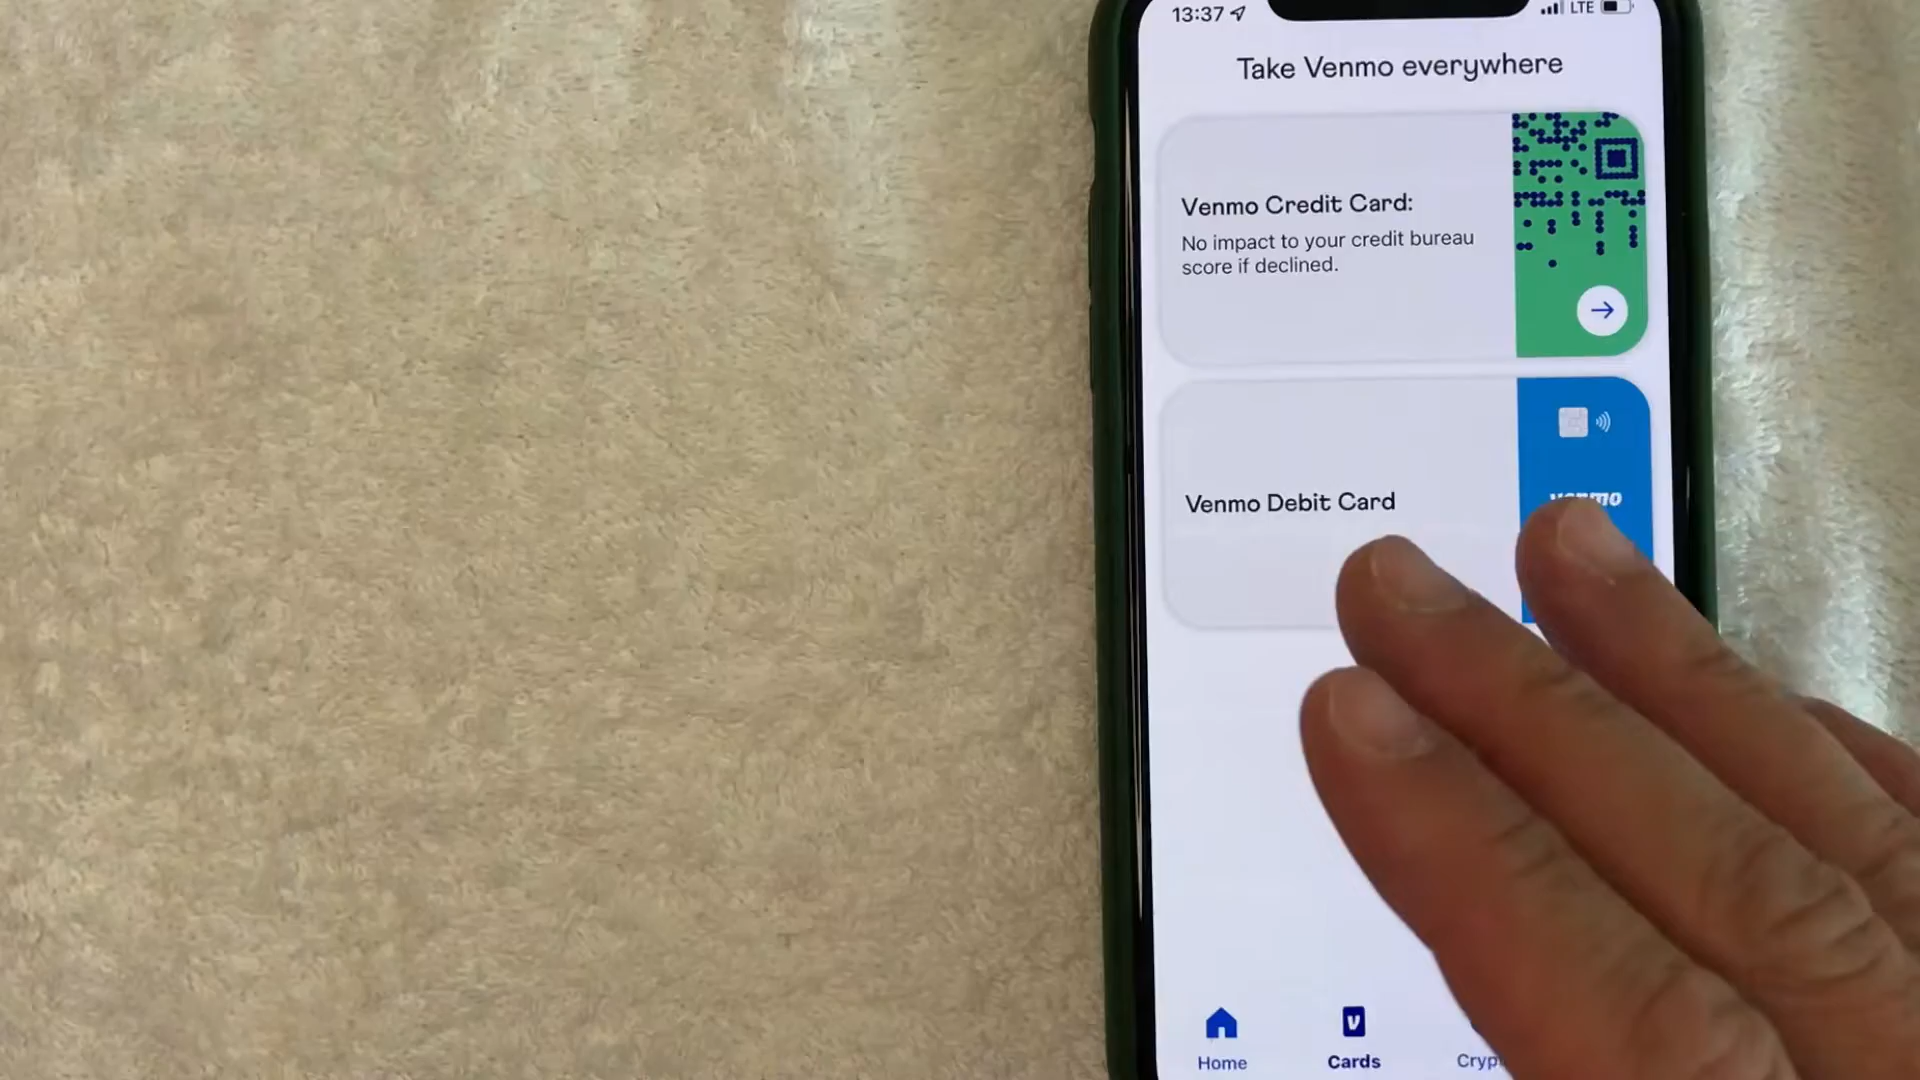 13:37
LTE
Take Venmo everywhere
Venmo Credit Card:
No impact to your credit bureau
score if declined.
Venmo Debit Card
venmo
Home
Cards